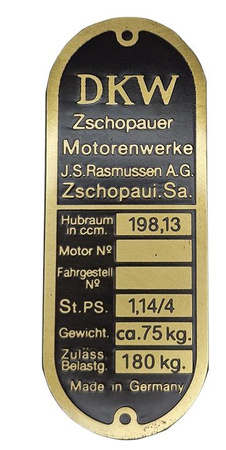 DKW
Zschopauer
Motorenwerke
J.S.Rasmussen A.G.
Zschopaui.Sa.
Hubraum in ccm. 198,13
Motor Nº
Fahrgestell Nº
St.PS. 1,14/4
Gewicht. ca.75 kg.
Zuläss. Belastg. 180 kg.
Made in Germany